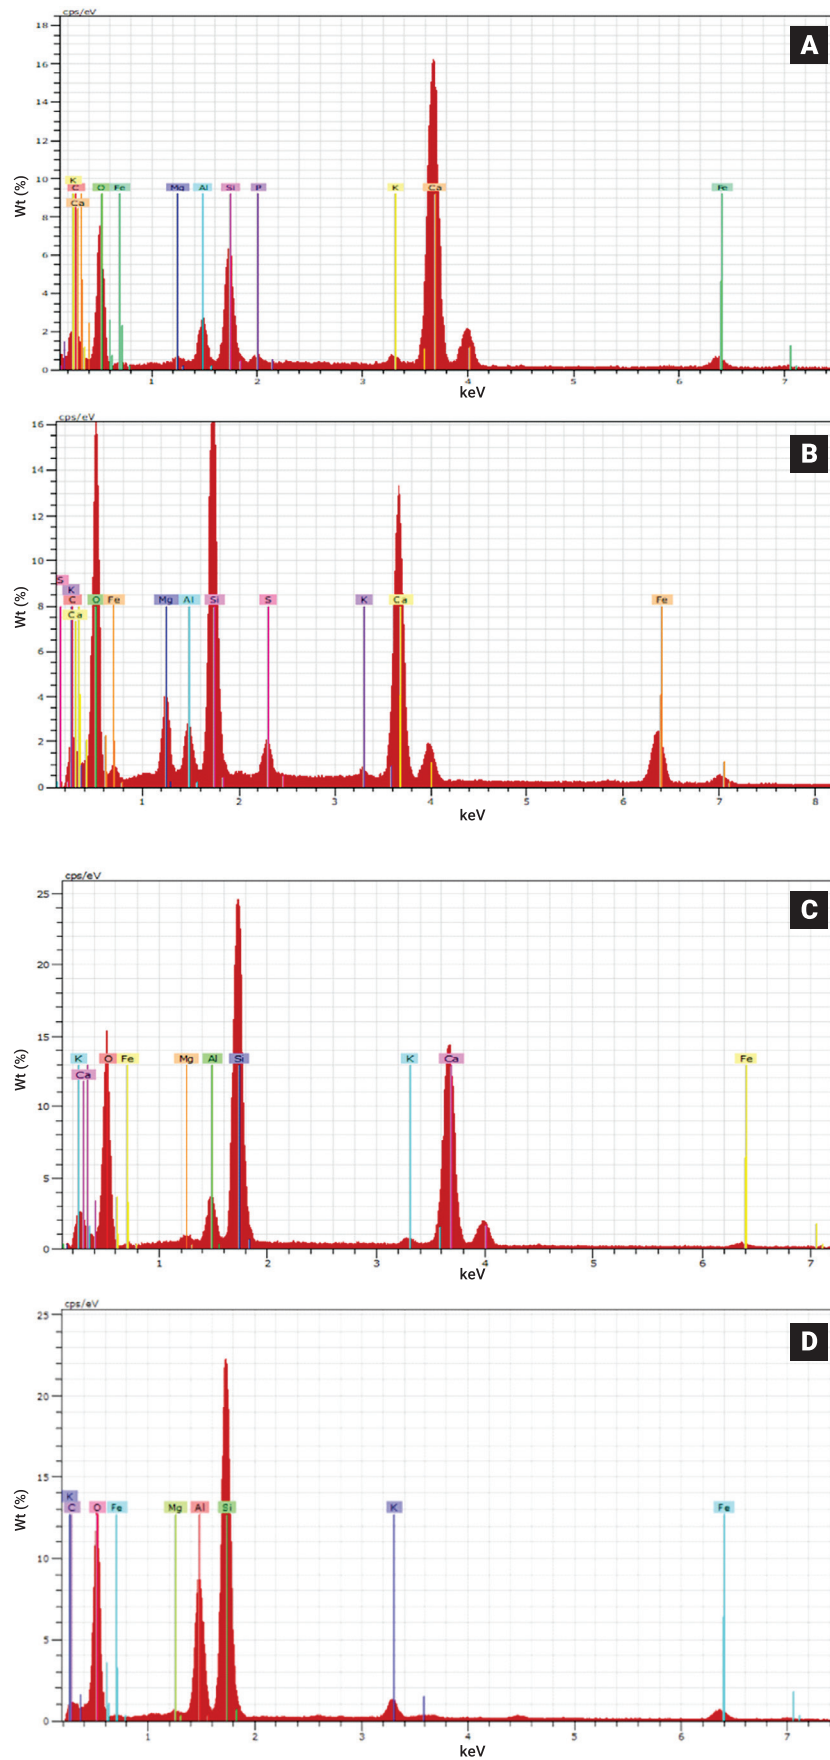 cps/eV
A
18
16
14
12
10
8
6
4
2
0
Wt (%)
K
C O Fe Mg Al Si P K Ca Fe
Ca
1 2 3 4 5 6 7
keV
cps/eV
B
16
14
12
10
8
6
4
2
0
Wt (%)
S
K
C O Fe Mg Al Si S K Ca Fe
Ca
1 2 3 4 5 6 7 8
keV
cps/eV
C
25
20
15
10
5
0
Wt (%)
K O Fe Mg Al Si K Ca Fe
Ca
1 2 3 4 5 6 7
keV
cps/eV
D
25
20
15
10
5
0
Wt (%)
K
C O Fe Mg Al Si K Fe
1 2 3 4 5 6 7
keV